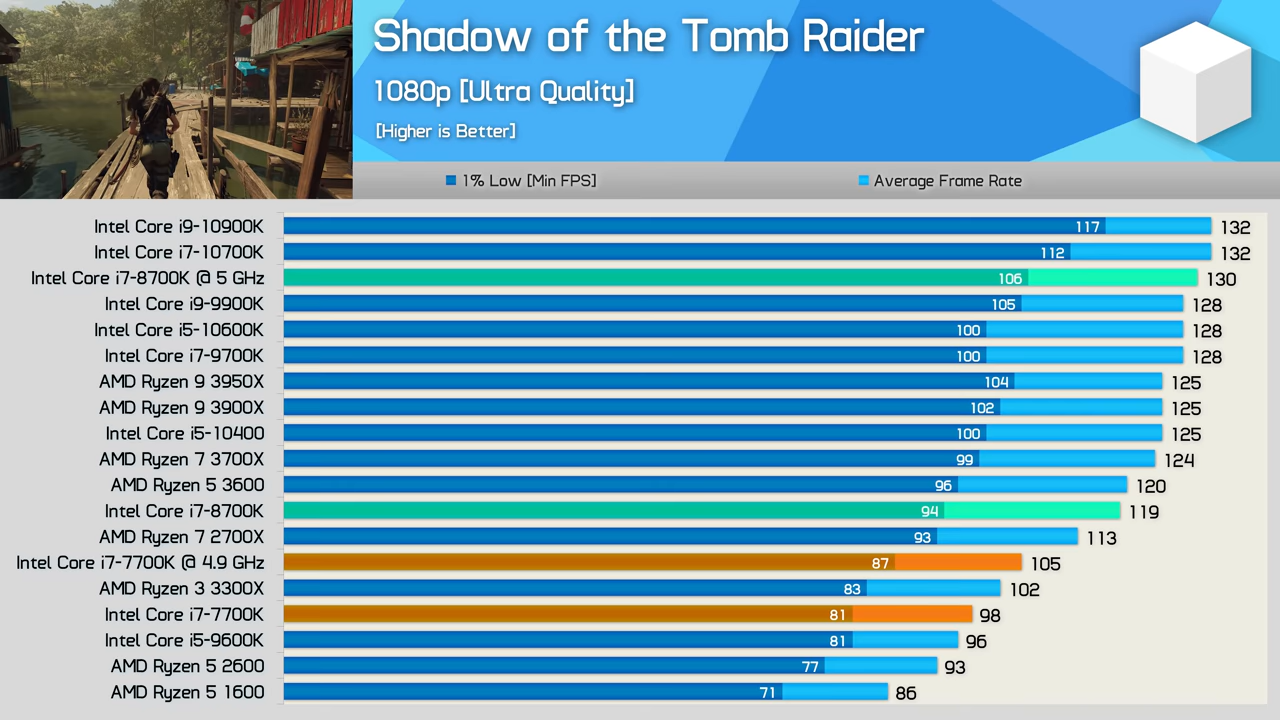 Shadow of the Tomb Raider
1080p [Ultra Quality]
[Higher is Better]
1% Low [Min FPS] Average Frame Rate
Intel Core i9-10900K 117 132
Intel Core i7-10700K 112 132
Intel Core i7-8700K @ 5 GHz 106 130
Intel Core i9-9900K 105 128
Intel Core i5-10600K 100 128
Intel Core i7-9700K 100 128
AMD Ryzen 9 3950X 104 125
AMD Ryzen 9 3900X 102 125
Intel Core i5-10400 100 125
AMD Ryzen 7 3700X 99 124
AMD Ryzen 5 3600 96 120
Intel Core i7-8700K 94 119
AMD Ryzen 7 2700X 93 113
Intel Core i7-7700K @ 4.9 GHz 87 105
AMD Ryzen 3 3300X 83 102
Intel Core i7-7700K 81 98
Intel Core i5-9600K 81 96
AMD Ryzen 5 2600 77 93
AMD Ryzen 5 1600 71 86